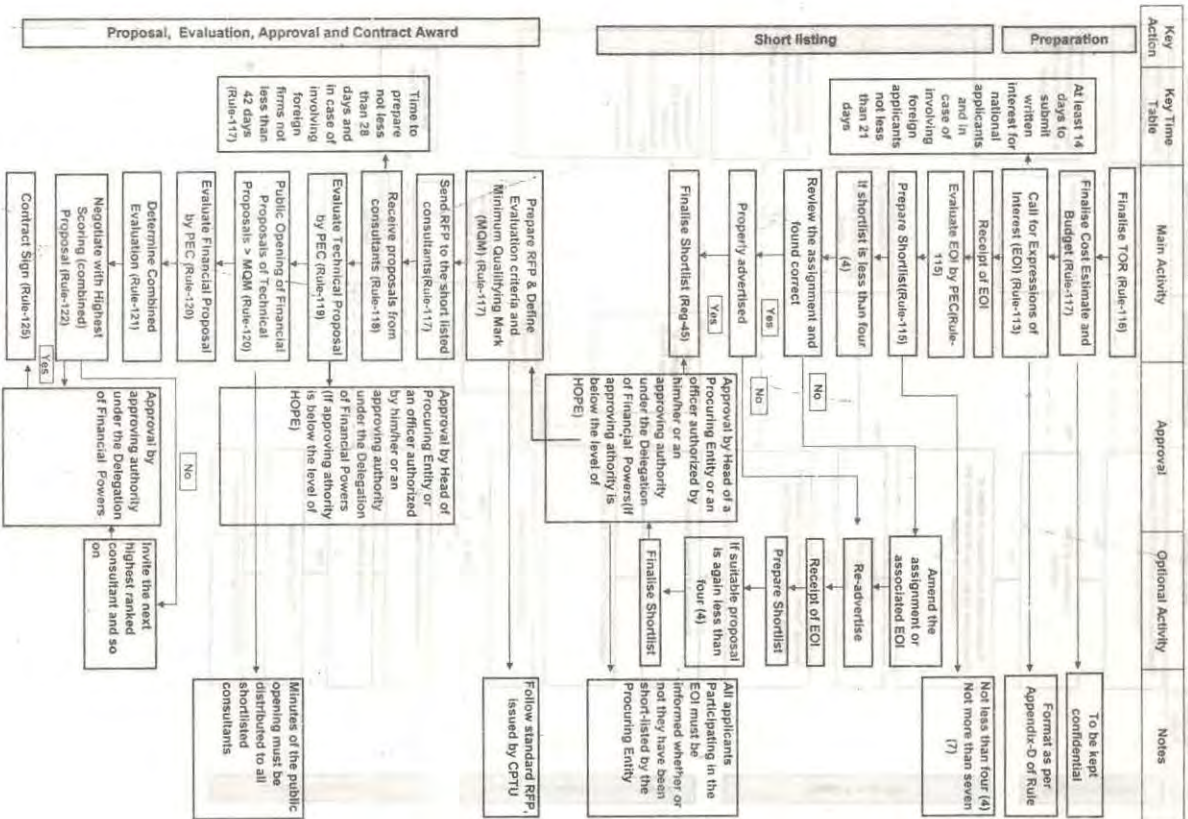 Key
Action
Key Time
Table
Main Activity
Approval
Optional Activity
Notes
Preparation
Short listing
Proposal, Evaluation, Approval and Contract Award
At least 14
days to
submit
written
interest for
national
applicants
and in
case of
involving
foreign
applicants
not less
than 21
days
Time to
prepare
not less
than 28
days and
in case of
involving
foreign
firms not
less than
42 days
(Rule-117)
Finalise TOR (Rule-116)
Finalise Cost Estimate and
Budget (Rule-117)
Call for Expressions of
Interest (EOI) (Rule-113)
Receipt of EOI
Evaluate EOI by PEC(Rule-
115)
Prepare Shortlist(Rule-115)
If shortlist is less than four
(4)
Review the assignment and
found correct
Yes
Properly advertised
Yes
Finalise Shortlist (Reg-45)
Prepare RFP & Define
Evaluation criteria and
Minimum Qualifying Mark
(MQM) (Rule-117)
Send RFP to the short listed
consultants(Rule-117)
Receive proposals from
consultants (Rule-118)
Evaluate Technical Proposal
by PEC (Rule-119)
Public Opening of Financial
Proposals of Technical
Proposals > MQM (Rule-120)
Evaluate Financial Proposal
by PEC (Rule-120)
Determine Combined
Evaluation (Rule-121)
Negotiate with Highest
Scoring (combined)
Proposal (Rule-122)
Yes
Contract Sign (Rule-125)
No
No
Approval by Head of a
Procuring Entity or an
officer authorized by
him/her or an
approving authority
under the Delegation
of Financial Powers(If
approving athority is
below the level of
HOPE)
Approval by Head of
Procuring Entity or
an officer authorized
by him/her or an
approving authority
under the Delegation
of Financial Powers
(If approving athority
is below the level of
HOPE)
No
Approval by
approving authority
under the Delegation
of Financial Powers
Amend the
assignment or
associated EOI
Re-advertise
Receipt of EOI
Prepare Shortlist
If suitable proposal
is again less than
four (4)
Finalise Shortlist
Invite the next
highest ranked
consultant and so
on
To be kept
confidential
Format as per
Appendix-D of Rule
Not less than four (4)
Not more than seven
(7)
All applicants
Participating in the
EOI must be
informed whether or
not they have been
short-listed by the
Procuring Entity
Follow standard RFP,
issued by CPTU
Minutes of the public
opening must be
distributed to all
shortlisted
consultants